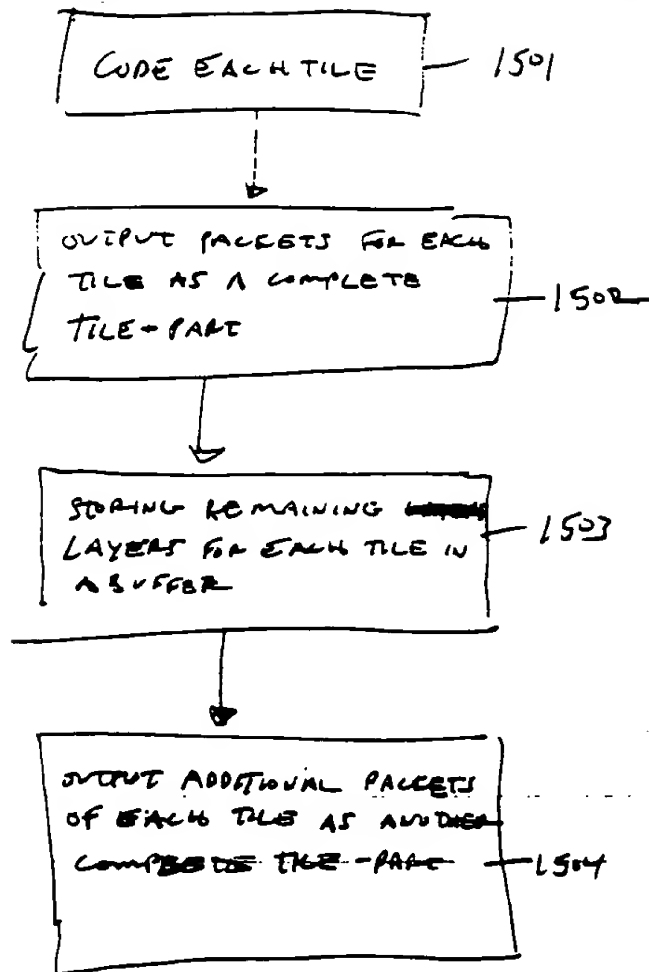 CODE EACH TILE 1501
OUTPUT PACKETS FOR EACH
TILE AS A COMPLETE
TILE-PART
1502
STORING REMAINING
LAYERS FOR EACH TILE IN
A BUFFER
1503
OUTPUT ADDITIONAL PACKETS
OF EACH TILE AS ANOTHER
COMPLETE TILE-PART
1504